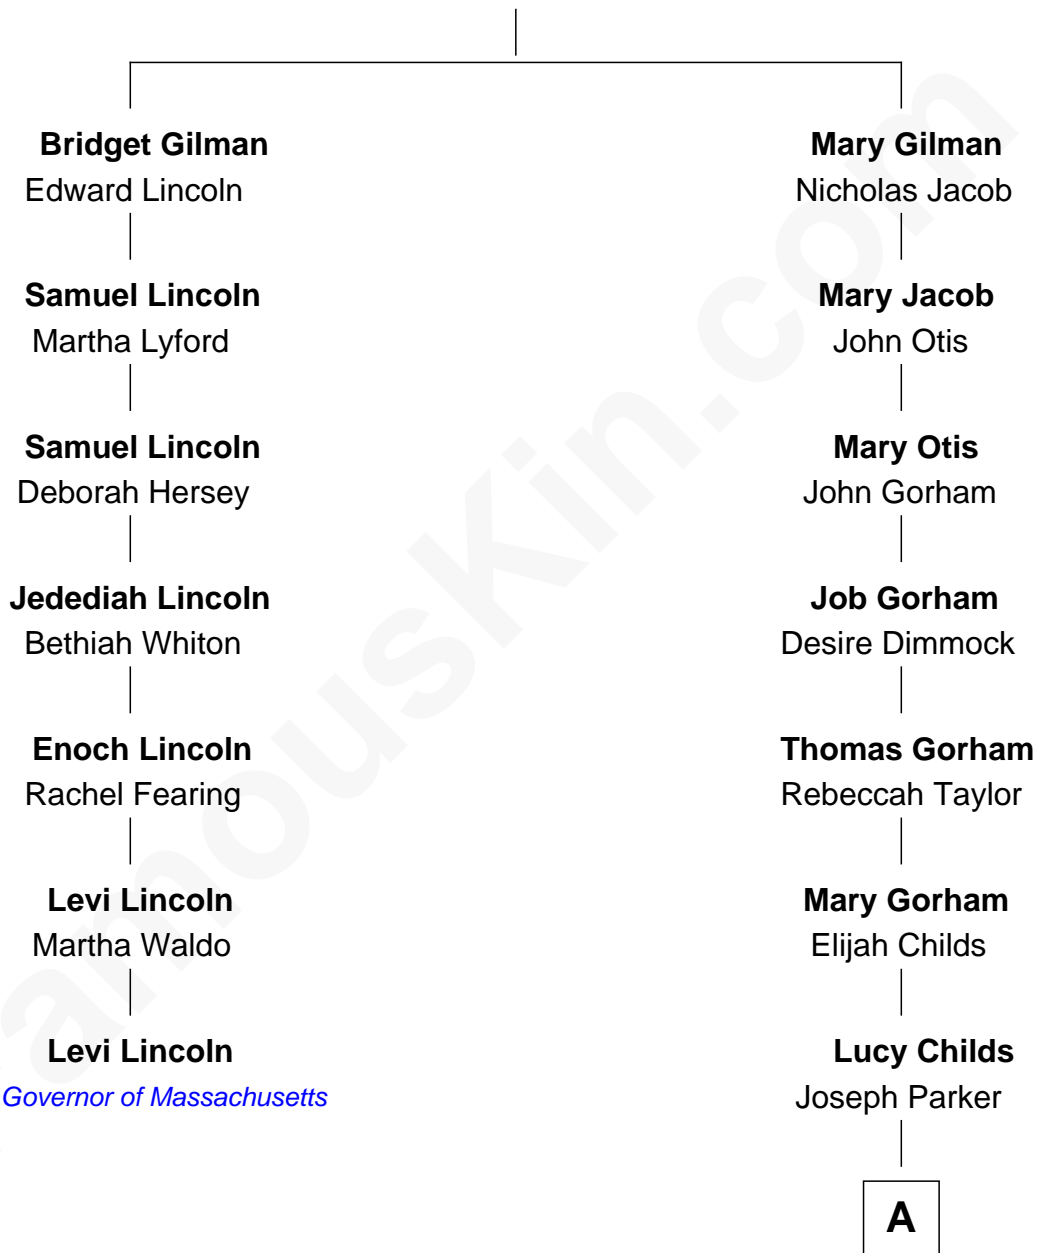 Bridget Gilman
Edward Lincoln
Samuel Lincoln
Martha Lyford
Samuel Lincoln
Deborah Hersey
Jedediah Lincoln
Bethiah Whiton
Enoch Lincoln
Rachel Fearing
Levi Lincoln
Martha Waldo
Levi Lincoln
Governor of Massachusetts
Mary Gilman
Nicholas Jacob
Mary Jacob
John Otis
Mary Otis
John Gorham
Job Gorham
Desire Dimmock
Thomas Gorham
Rebeccah Taylor
Mary Gorham
Elijah Childs
Lucy Childs
Joseph Parker
A
amouskin.com